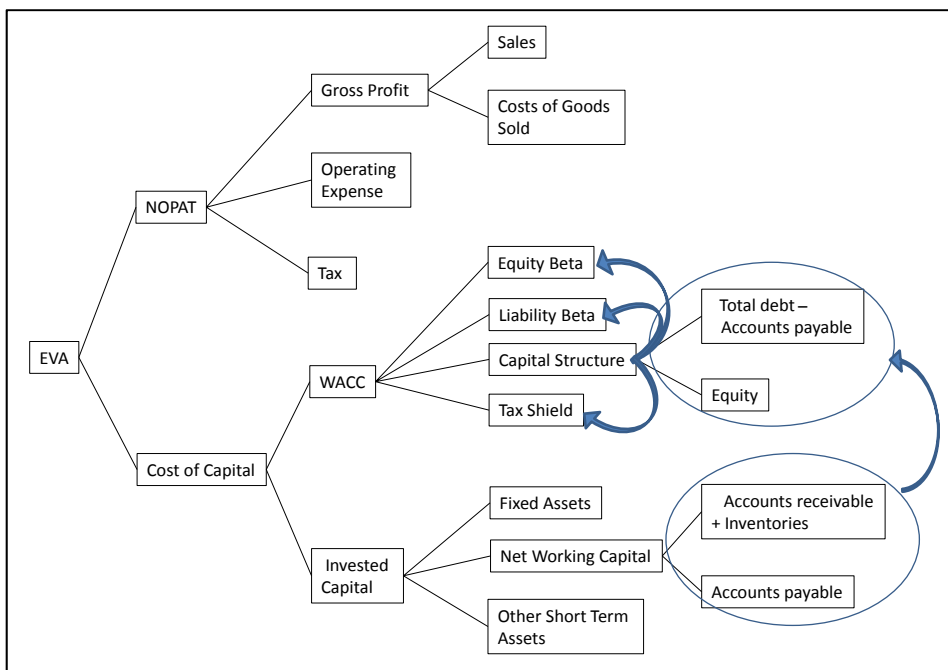 Sales
Gross Profit
Costs of Goods
Sold
Operating
Expense
NOPAT
Tax
Equity Beta
Liability Beta
Total debt –
Accounts payable
EVA
Capital Structure
WACC
Equity
Tax Shield
Cost of Capital
Fixed Assets
Accounts receivable
+ Inventories
Net Working Capital
Invested
Capital
Accounts payable
Other Short Term
Assets